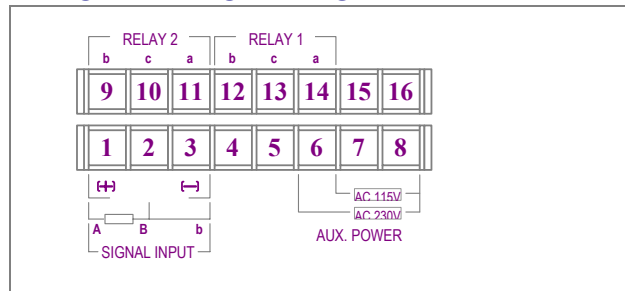 RELAY 2 RELAY 1
b c a b c a
9 10 11 12 13 14 15 16
1 2 3 4 5 6 7 8
(+) (—)
AC 115V
A B b AC 230V
SIGNAL INPUT AUX. POWER